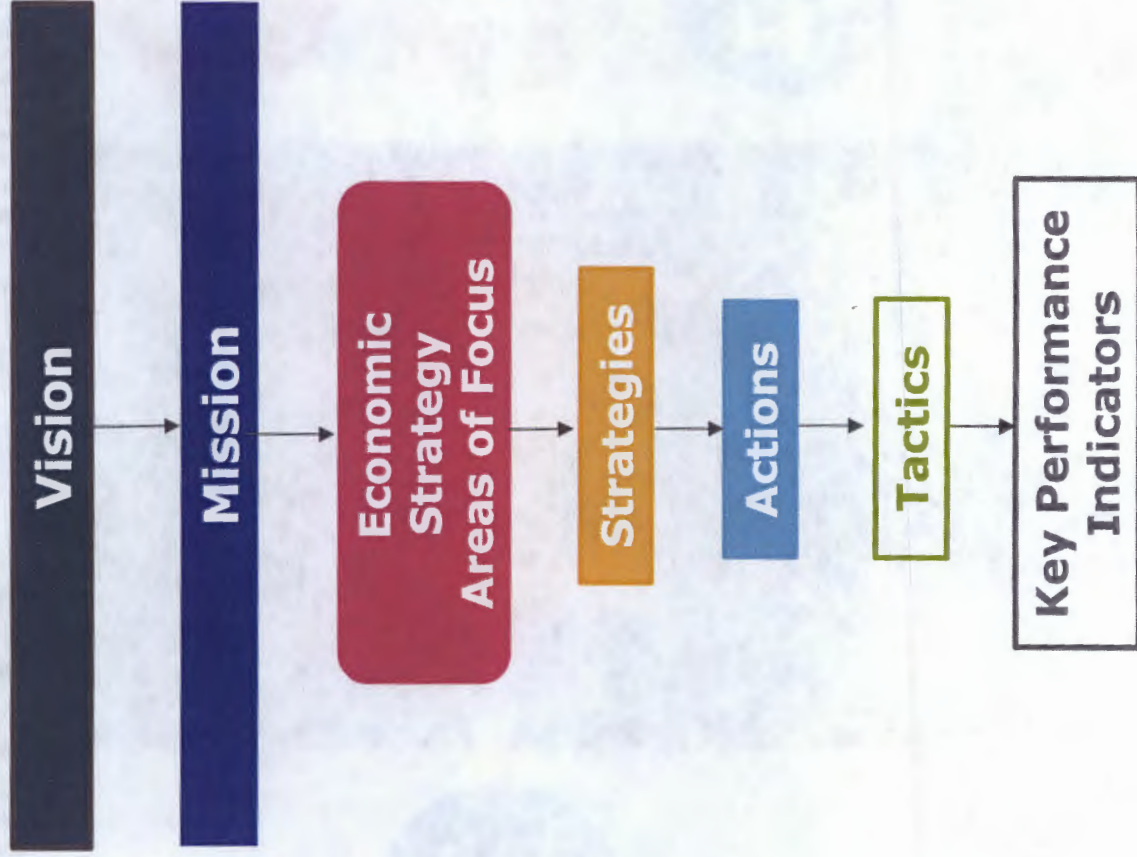 Vision
Mission
Economic
Strategy
Areas of Focus
Strategies
Actions
Tactics
Key Performance
Indicators